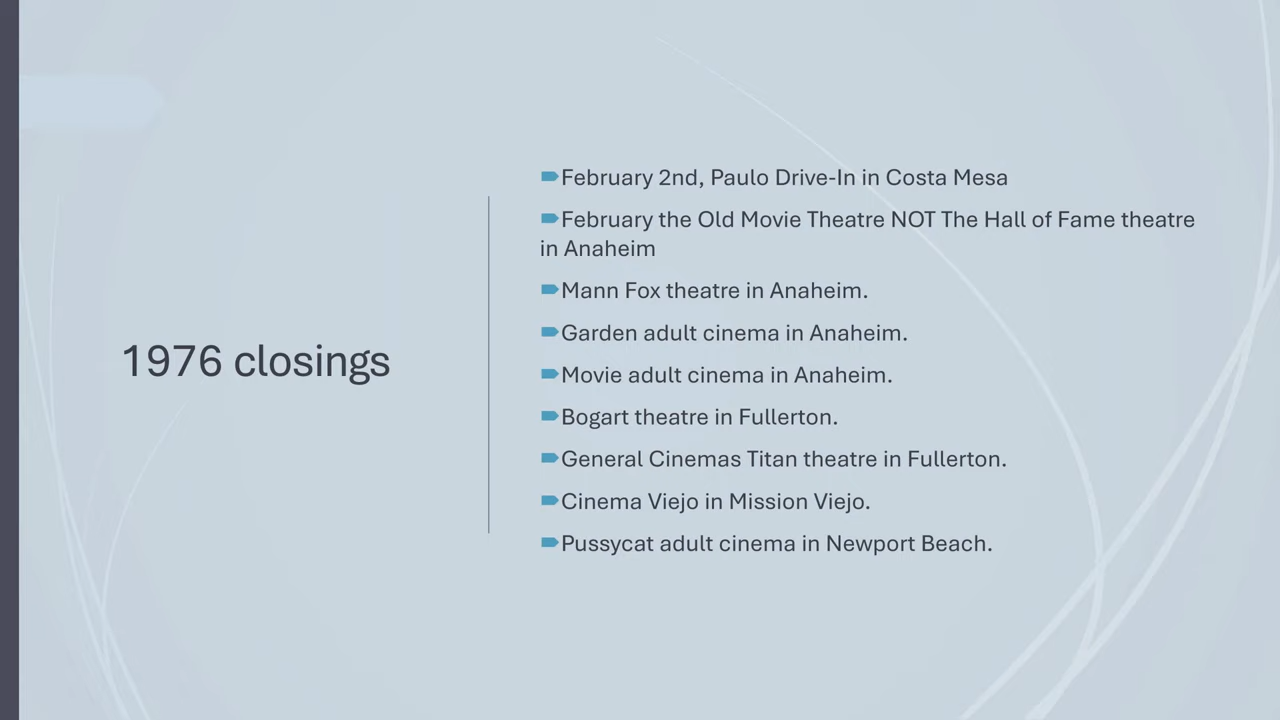 1976 closings
February 2nd, Paulo Drive-In in Costa Mesa
February the Old Movie Theatre NOT The Hall of Fame theatre
in Anaheim
Mann Fox theatre in Anaheim.
Garden adult cinema in Anaheim.
Movie adult cinema in Anaheim.
Bogart theatre in Fullerton.
General Cinemas Titan theatre in Fullerton.
Cinema Viejo in Mission Viejo.
Pussycat adult cinema in Newport Beach.